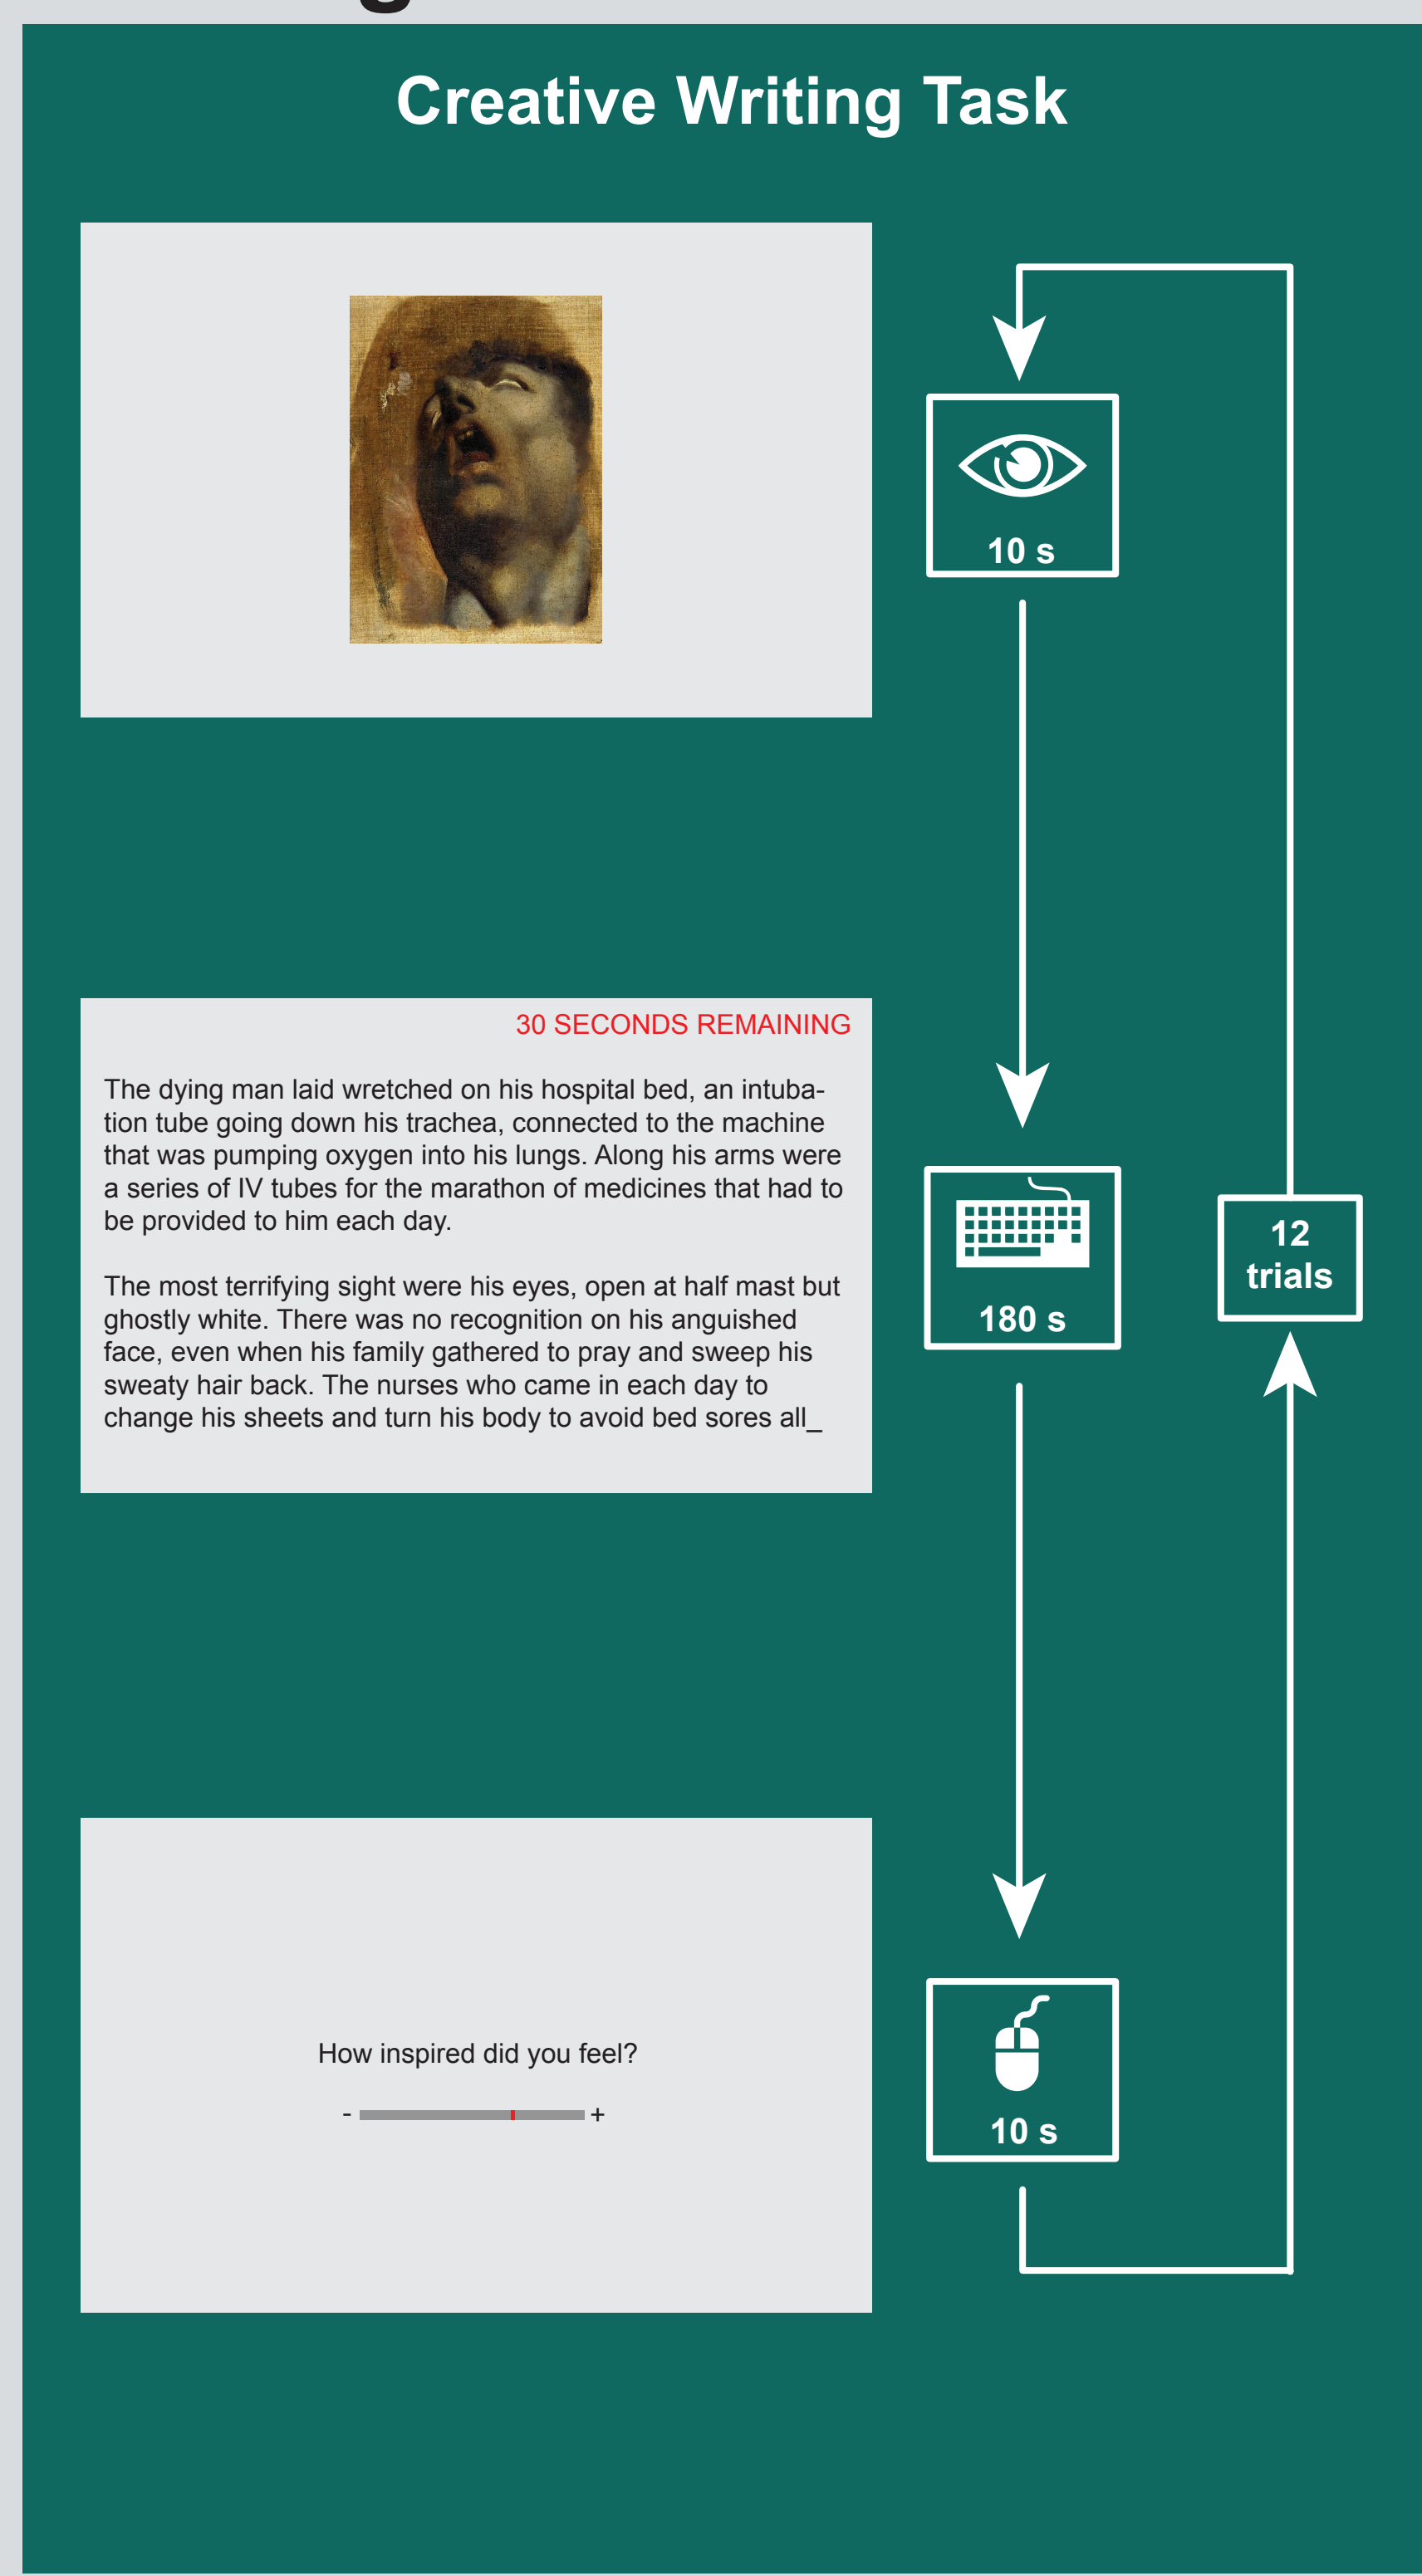 Creative Writing Task
10 s
30 SECONDS REMAINING
The dying man laid wretched on his hospital bed, an intuba-
tion tube going down his trachea, connected to the machine
that was pumping oxygen into his lungs. Along his arms were
a series of IV tubes for the marathon of medicines that had to
be provided to him each day.
The most terrifying sight were his eyes, open at half mast but
ghostly white. There was no recognition on his anguished
face, even when his family gathered to pray and sweep his
sweaty hair back. The nurses who came in each day to
change his sheets and turn his body to avoid bed sores all_
180 s
12
trials
How inspired did you feel?
- +
10 s